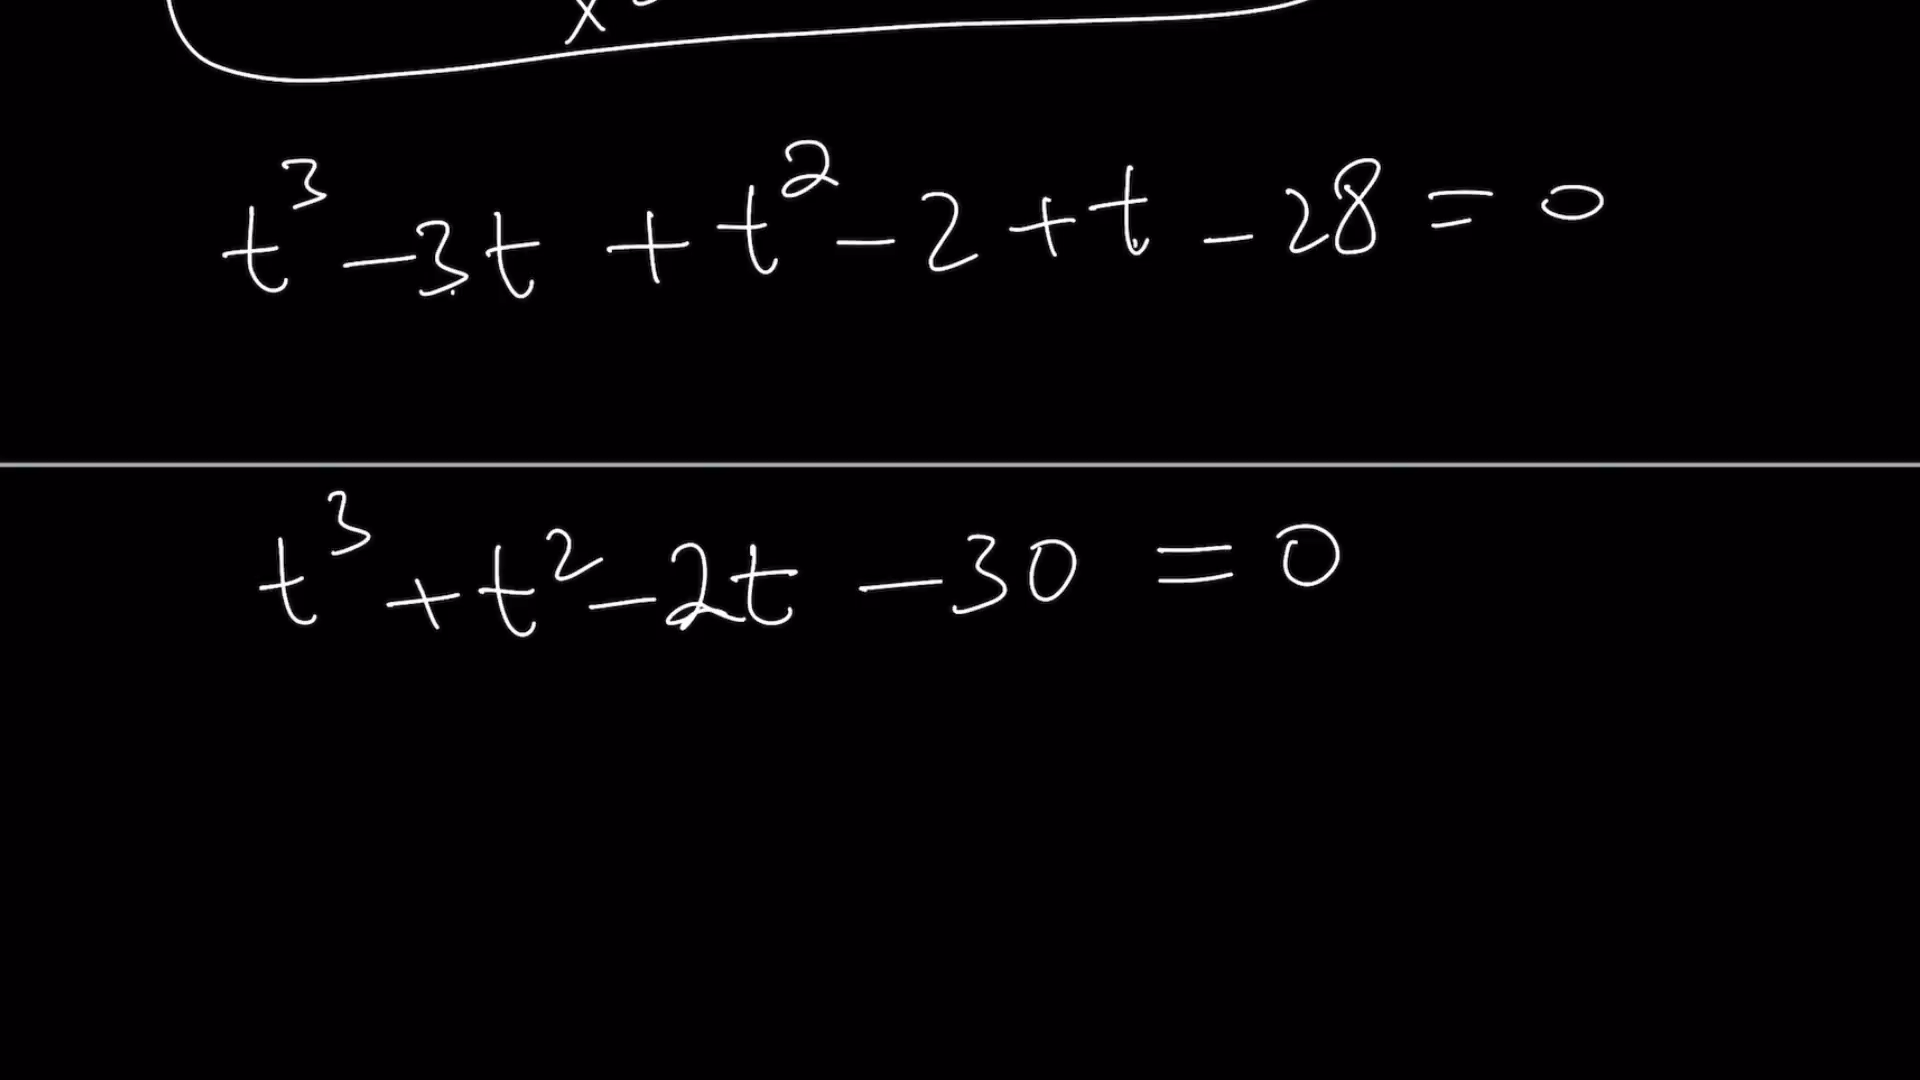 t³ - 3t + t² - 2 + t - 28 = 0
t³ + t² - 2t - 30 = 0